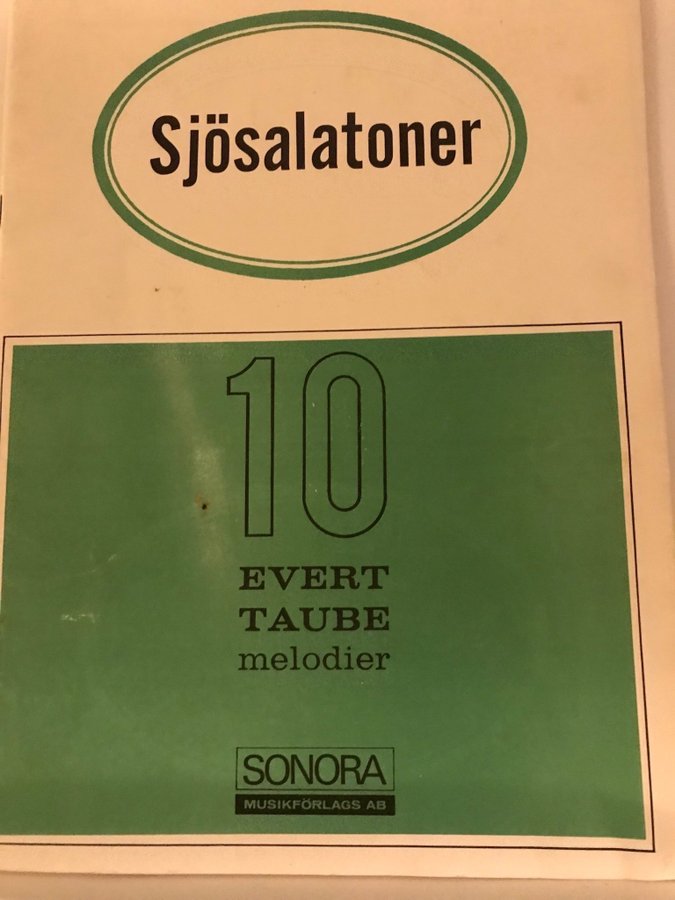 Sjösalatoner
10
EVERT
TAUBE
melodier
SONORA
MUSIKFÖRLAGS AB